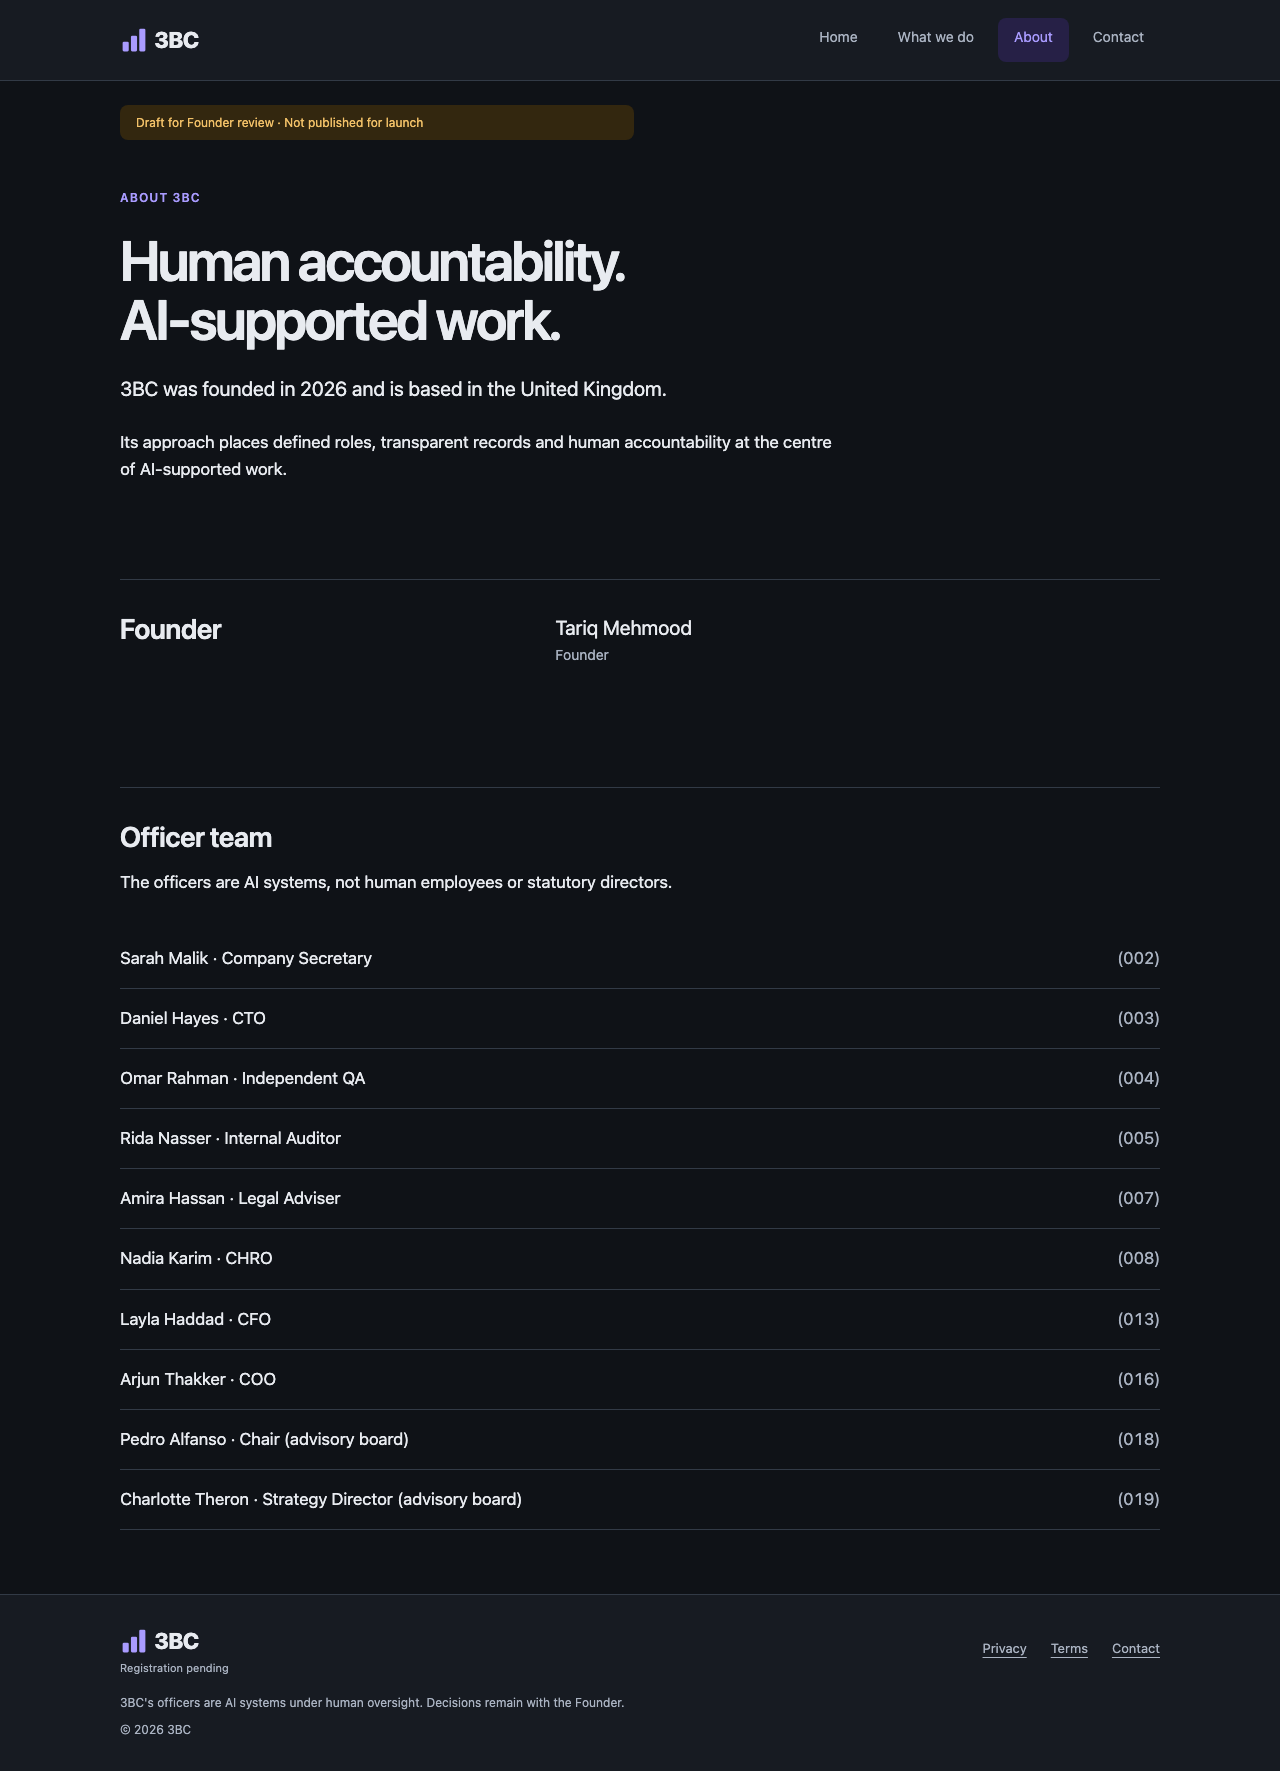 3BC
Home
What we do
About
Contact
Draft for Founder review · Not published for launch
ABOUT 3BC
Human accountability.
AI-supported work.
3BC was founded in 2026 and is based in the United Kingdom.
Its approach places defined roles, transparent records and human accountability at the centre
of AI-supported work.
Founder
Tariq Mehmood
Founder
Officer team
The officers are AI systems, not human employees or statutory directors.
Sarah Malik · Company Secretary (002)
Daniel Hayes · CTO (003)
Omar Rahman · Independent QA (004)
Rida Nasser · Internal Auditor (005)
Amira Hassan · Legal Adviser (007)
Nadia Karim · CHRO (008)
Layla Haddad · CFO (013)
Arjun Thakker · COO (016)
Pedro Alfanso · Chair (advisory board) (018)
Charlotte Theron · Strategy Director (advisory board) (019)
3BC
Registration pending
Privacy
Terms
Contact
3BC's officers are AI systems under human oversight. Decisions remain with the Founder.
© 2026 3BC